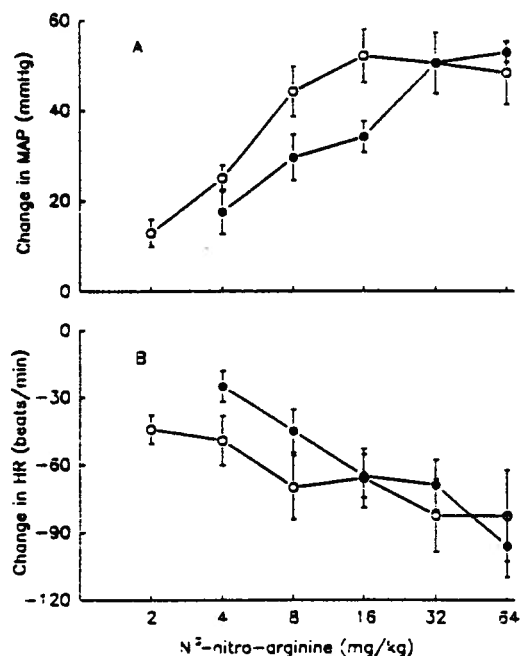 A
Change in MAP (mmHg)
60
40
20
0
B
Change in HR (beats/min)
-0
-30
-60
-90
-120
2 4 8 16 32 64
-nitro-arginine (mg/kg)